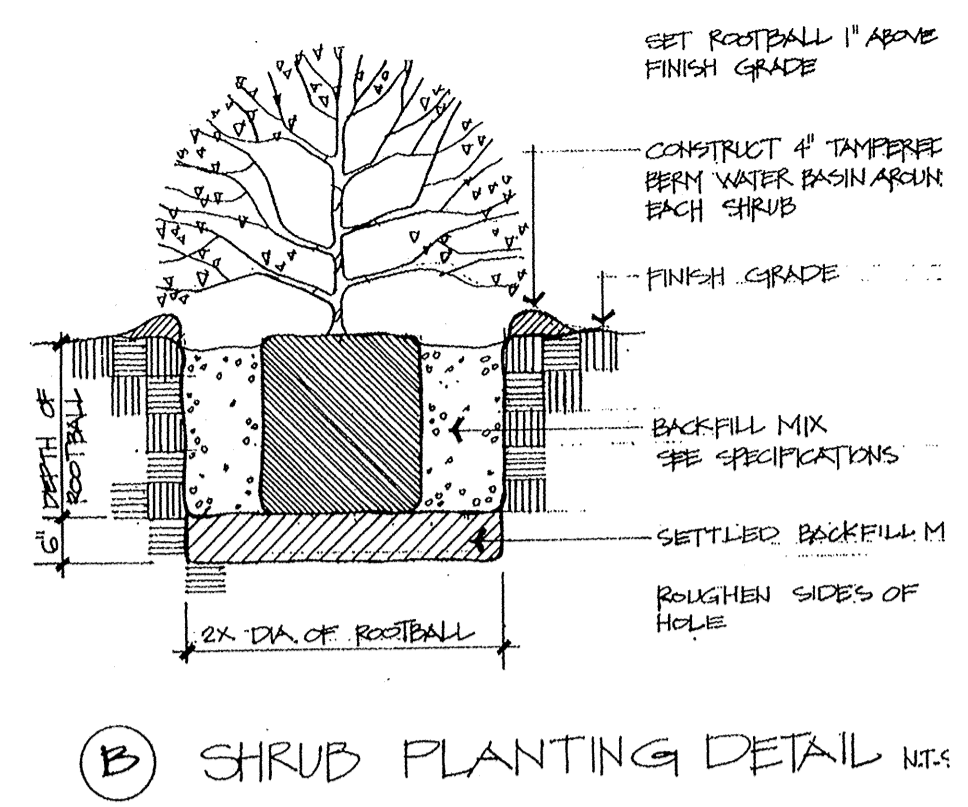 SET ROOTBALL 1" ABOVE
FINISH GRADE
CONSTRUCT 4" TAMPERED
BERM WATER BASIN AROUN
EACH SHRUB
FINISH GRADE
BACKFILL MIX
SEE SPECIFICATIONS
SETTLED BACKFILL M
ROUGHEN SIDES OF
HOLE
DEPTH OF
ROOTBALL
6"
2X DIA. OF ROOTBALL
B SHRUB PLANTING DETAIL N.T.S